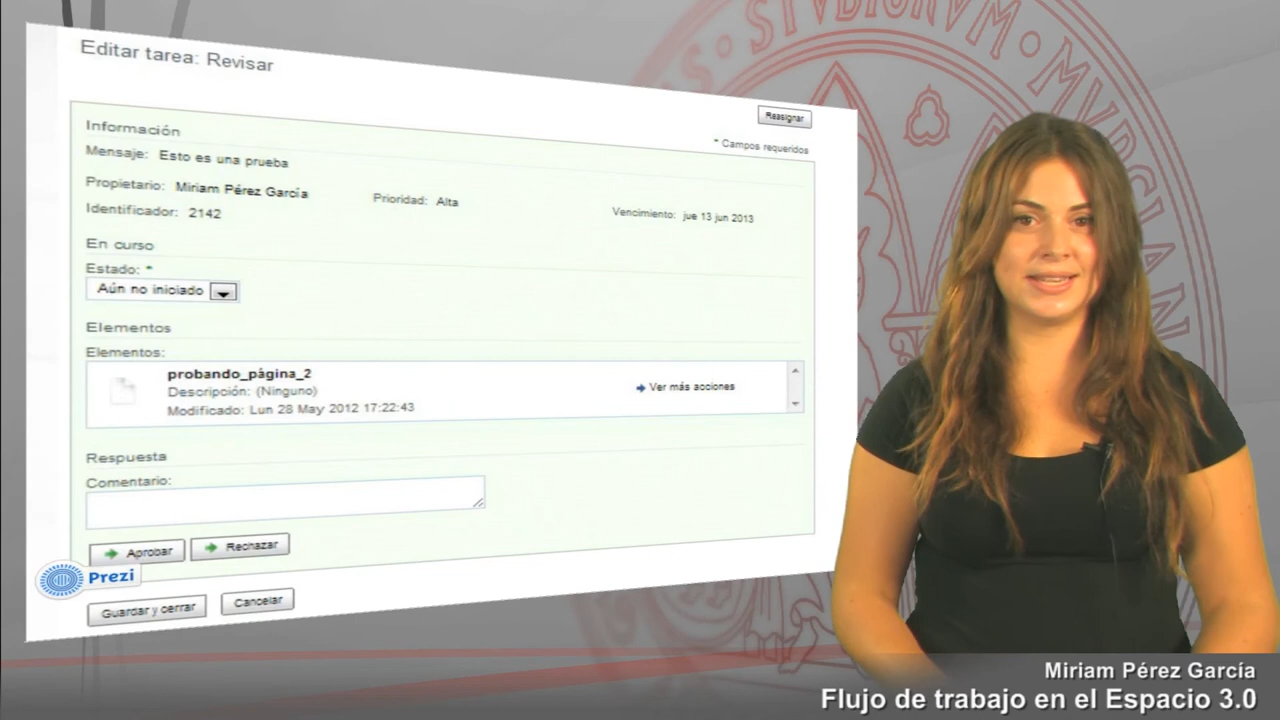 STVDIORVM
MVRCIANI
Editar tarea: Revisar
Reasignar
* Campos requeridos
Información
Mensaje: Esto es una prueba
Propietario: Miriam Pérez García
Prioridad: Alta
Identificador: 2142
Vencimiento: jue 13 jun 2013
En curso
Estado: *
Aún no iniciado
Elementos
Elementos:
probando_página_2
Descripción: (Ninguno)
Ver más acciones
Modificado: Lun 28 May 2012 17:22:43
Respuesta
Comentario:
Aprobar Rechazar
Prezi
Guardar y cerrar Cancelar
Miriam Pérez García
Flujo de trabajo en el Espacio 3.0